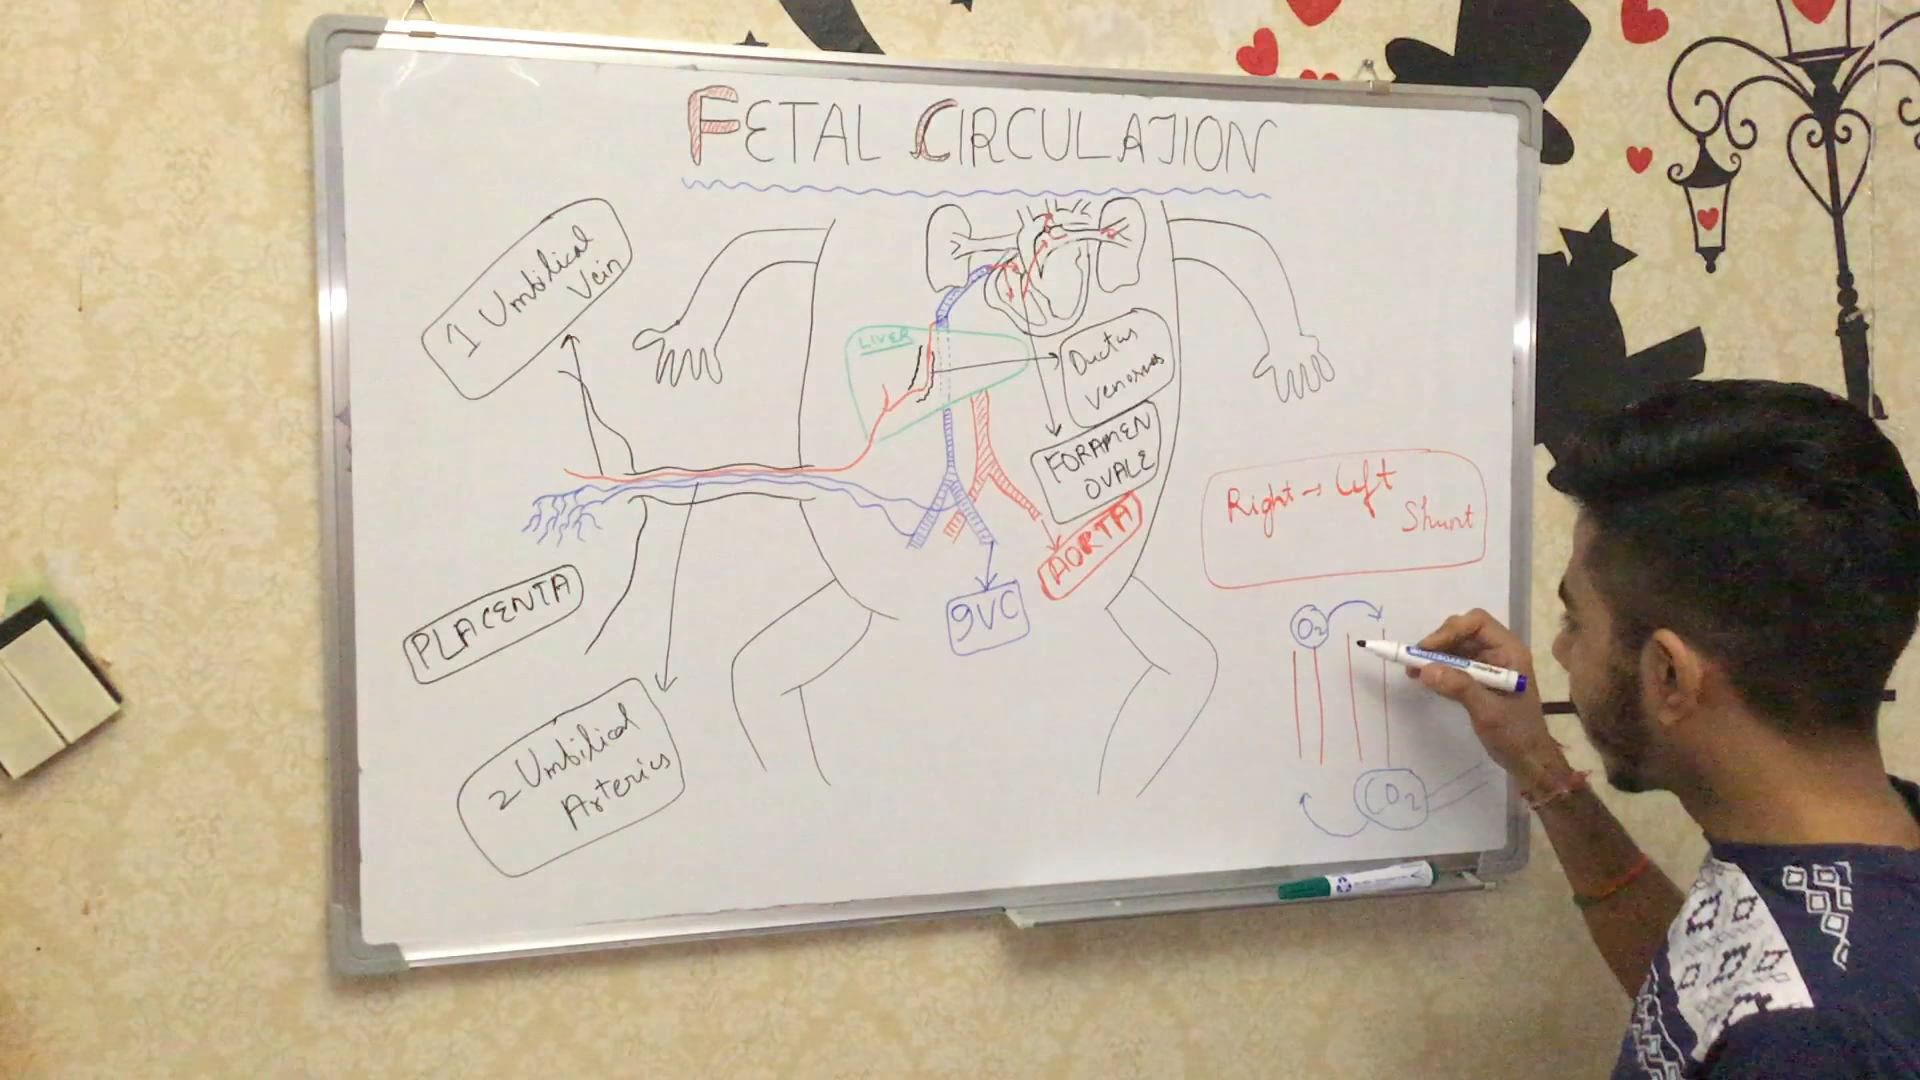 FETAL CIRCULATION
1 Umbilical
Vein
LIVER
Ductus
venosus
FORAMEN
OVALE
AORTA
Right → Left
Shunt
PLACENTA
IVC
O2
WHITEBOARD
CO2
2 Umbilical
Arteries